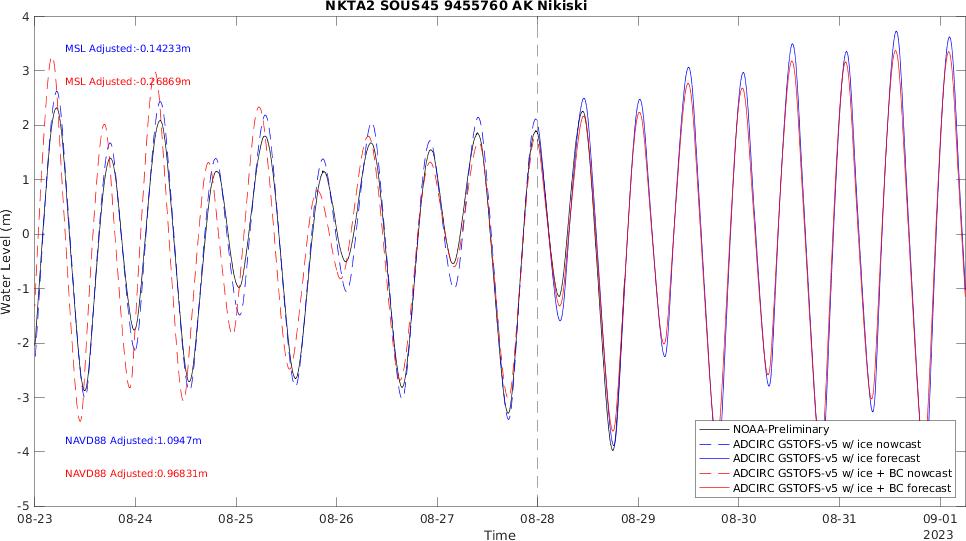 NKTA2 SOUS45 9455760 AK Nikiski
4
3
2
1
0
-1
-2
-3
-4
-5
Water Level (m)
MSL Adjusted:-0.14233m
MSL Adjusted:-0.26869m
NAVD88 Adjusted:1.0947m
NAVD88 Adjusted:0.96831m
NOAA-Preliminary
ADCIRC GSTOFS-v5 w/ ice nowcast
ADCIRC GSTOFS-v5 w/ ice forecast
ADCIRC GSTOFS-v5 w/ ice + BC nowcast
ADCIRC GSTOFS-v5 w/ ice + BC forecast
08-23 08-24 08-25 08-26 08-27 08-28 08-29 08-30 08-31 09-01
2023
Time